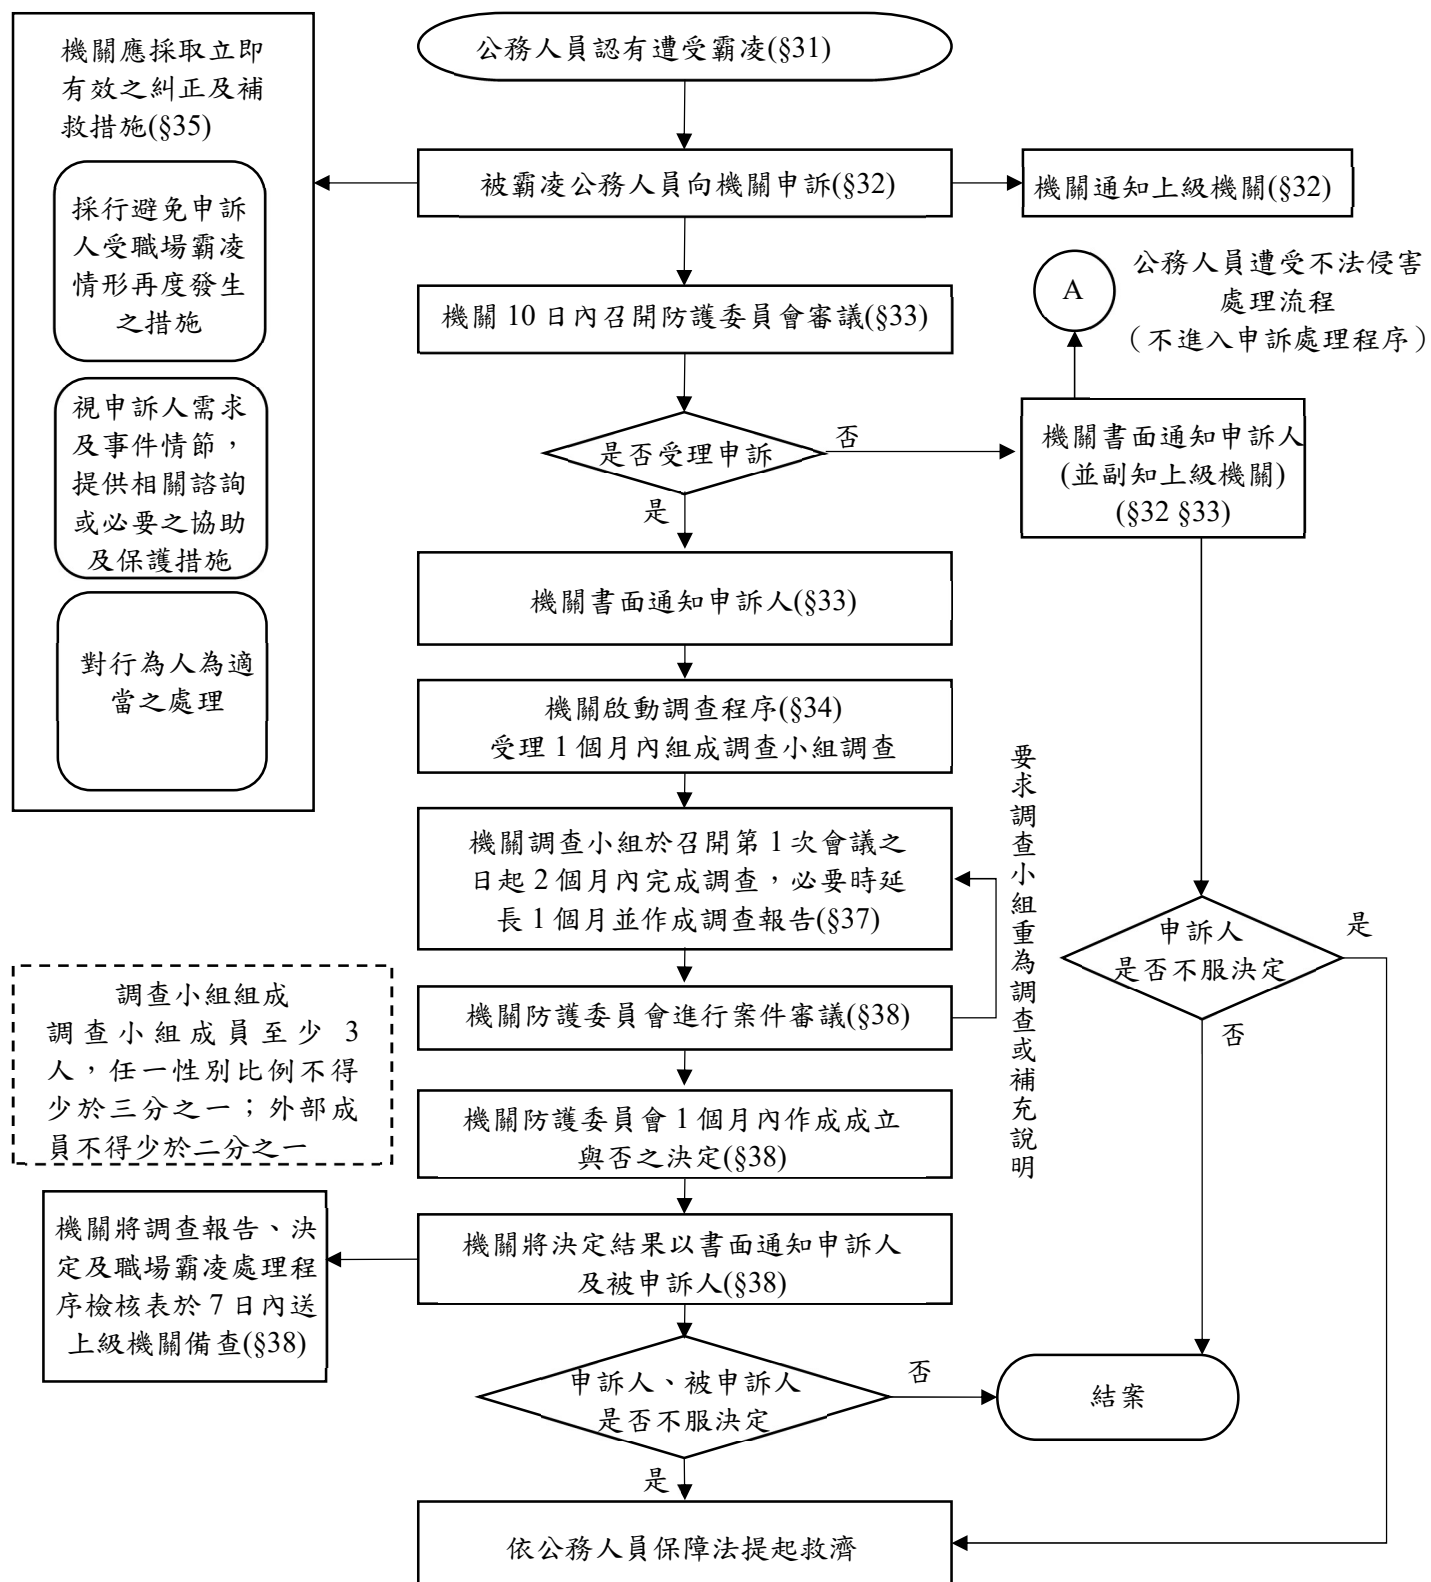 公務人員認有遭受霸凌(§31)
機關應採取立即
有效之糾正及補
救措施(§35)
採行避免申訴
人受職場霸凌
情形再度發生
之措施
視申訴人需求
及事件情節，
提供相關諮詢
或必要之協助
及保護措施
對行為人為適
當之處理
被霸凌公務人員向機關申訴(§32)
機關通知上級機關(§32)
機關 10 日內召開防護委員會審議(§33)
A
公務人員遭受不法侵害
處理流程
（不進入申訴處理程序）
是否受理申訴
否
是
機關書面通知申訴人
(並副知上級機關)
(§32 §33)
機關書面通知申訴人(§33)
機關啟動調查程序(§34)
受理 1 個月內組成調查小組調查
機關調查小組於召開第 1 次會議之
日起 2 個月內完成調查，必要時延
長 1 個月並作成調查報告(§37)
要求調查小組重為調查或補充說明
申訴人
是否不服決定
是
否
調查小組組成
調查小組成員至少 3
人，任一性別比例不得
少於三分之一；外部成
員不得少於二分之一
機關防護委員會進行案件審議(§38)
機關防護委員會 1 個月內作成成立
與否之決定(§38)
機關將決定結果以書面通知申訴人
及被申訴人(§38)
機關將調查報告、決
定及職場霸凌處理程
序檢核表於 7 日內送
上級機關備查(§38)
申訴人、被申訴人
是否不服決定
否
是
結案
依公務人員保障法提起救濟